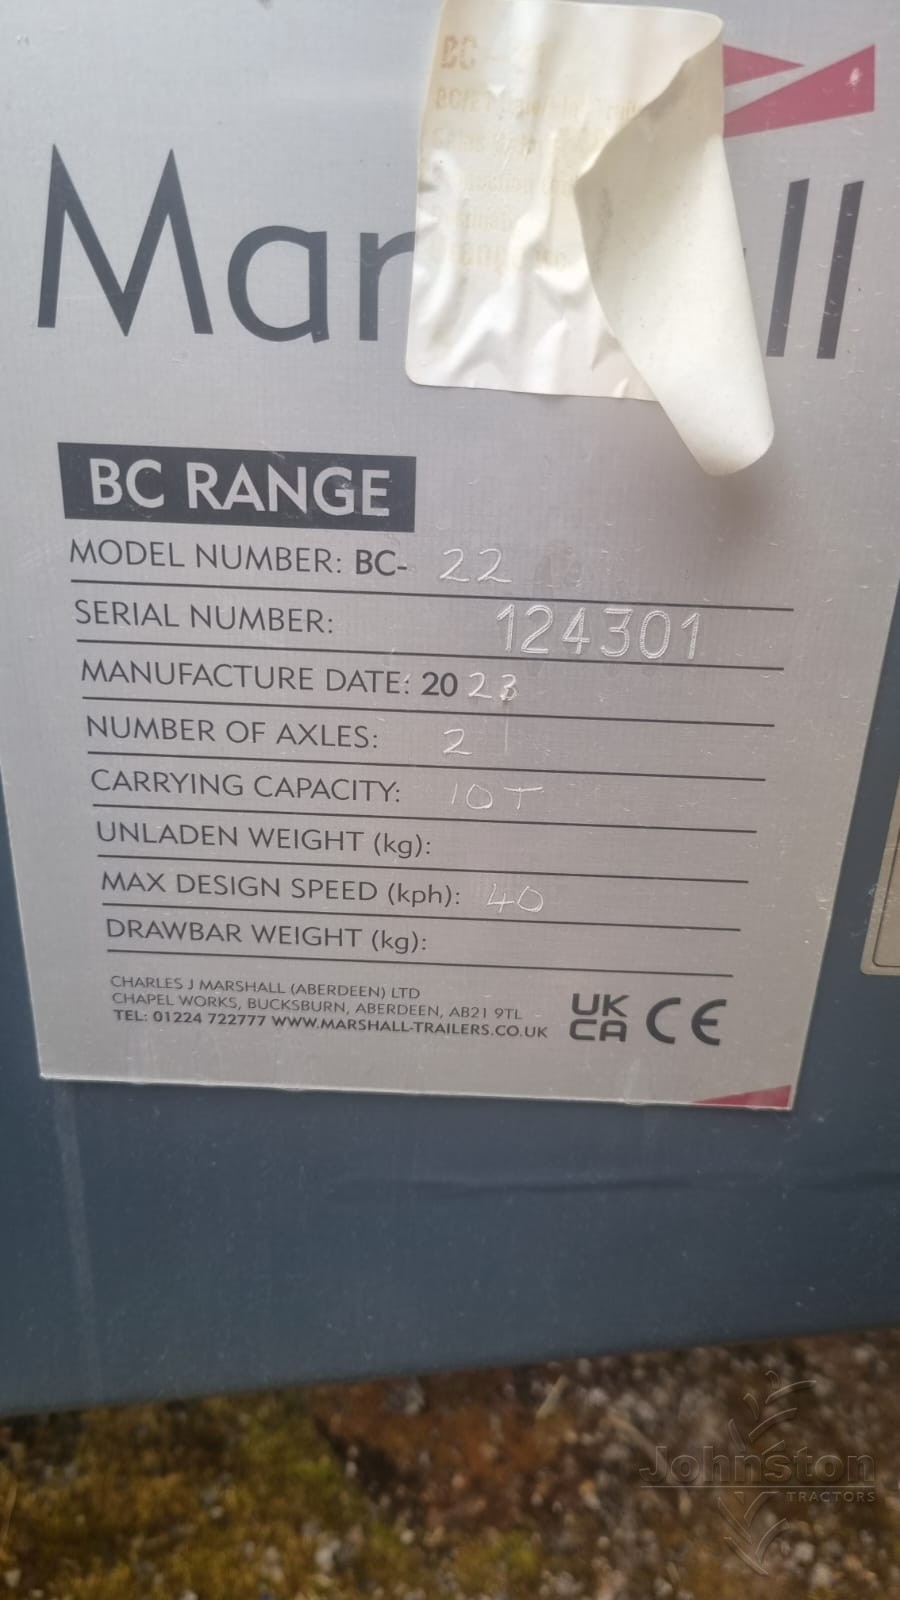 BC
Mar ll
BC RANGE
MODEL NUMBER: BC- 22
SERIAL NUMBER: 124301
MANUFACTURE DATE: 2023
NUMBER OF AXLES: 2
CARRYING CAPACITY: 10T
UNLADEN WEIGHT (kg):
MAX DESIGN SPEED (kph): 40
DRAWBAR WEIGHT (kg):
CHARLES J MARSHALL (ABERDEEN) LTD
CHAPEL WORKS, BUCKSBURN, ABERDEEN, AB21 9TL
TEL: 01224 722777 WWW.MARSHALL-TRAILERS.CO.UK
UK
CA CE
Johnston
TRACTORS